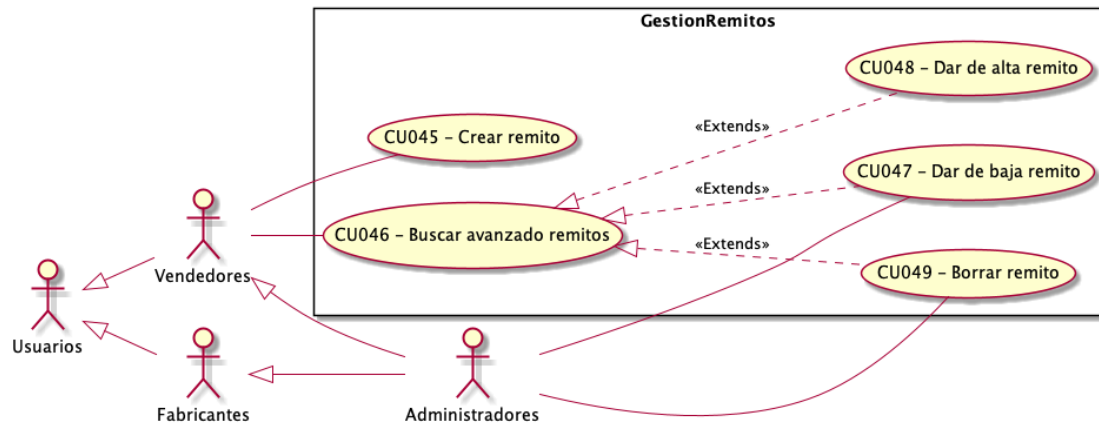 GestionRemitos
CU048 – Dar de alta remito
«Extends»
CU045 – Crear remito
CU047 – Dar de baja remito
«Extends»
CU046 – Buscar avanzado remitos
«Extends»
CU049 – Borrar remito
Vendedores
Usuarios
Fabricantes
Administradores